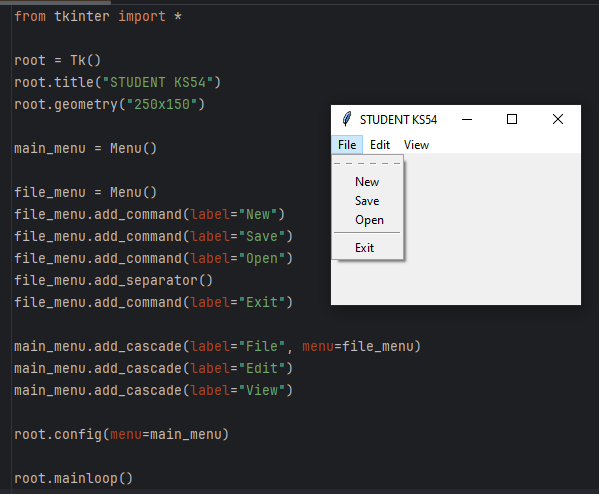 from tkinter import *
root = Tk()
root.title("STUDENT KS54")
root.geometry("250x150")
main_menu = Menu()
file_menu = Menu()
file_menu.add_command(label="New")
file_menu.add_command(label="Save")
file_menu.add_command(label="Open")
file_menu.add_separator()
file_menu.add_command(label="Exit")
main_menu.add_cascade(label="File", menu=file_menu)
main_menu.add_cascade(label="Edit")
main_menu.add_cascade(label="View")
root.config(menu=main_menu)
root.mainloop()
STUDENT KS54
File Edit View
New
Save
Open
Exit